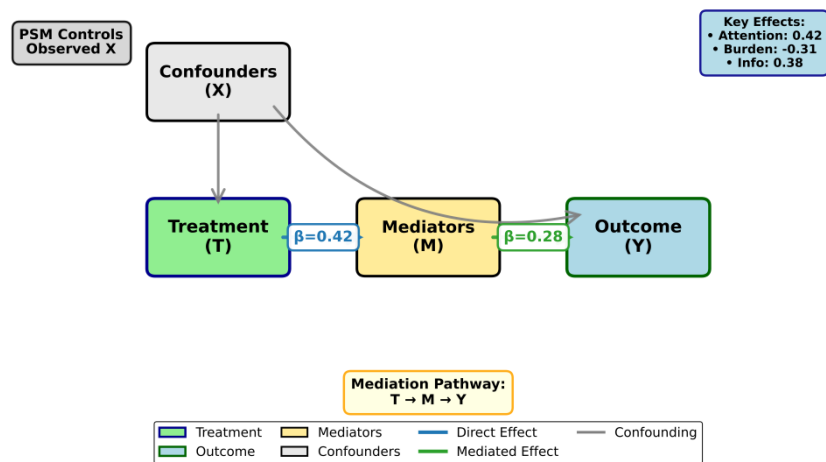 PSM Controls
Observed X
Key Effects:
• Attention: 0.42
• Burden: -0.31
• Info: 0.38
Confounders
(X)
Treatment
(T)
β=0.42
Mediators
(M)
β=0.28
Outcome
(Y)
Mediation Pathway:
T → M → Y
Treatment
Outcome
Mediators
Confounders
Direct Effect
Mediated Effect
Confounding